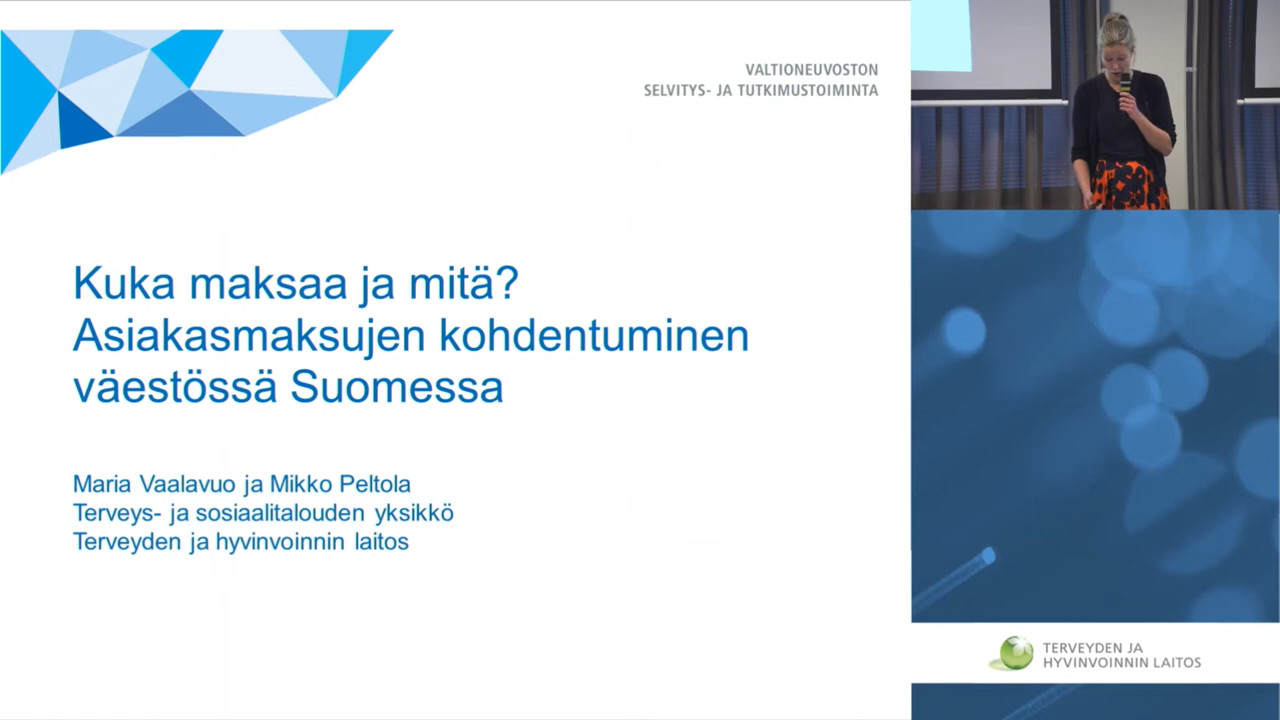 VALTIONEUVOSTON
SELVITYS- JA TUTKIMUSTOIMINTA
Kuka maksaa ja mitä?
Asiakasmaksujen kohdentuminen
väestössä Suomessa
Maria Vaalavuo ja Mikko Peltola
Terveys- ja sosiaalitalouden yksikkö
Terveyden ja hyvinvoinnin laitos
TERVEYDEN JA
HYVINVOINNIN LAITOS